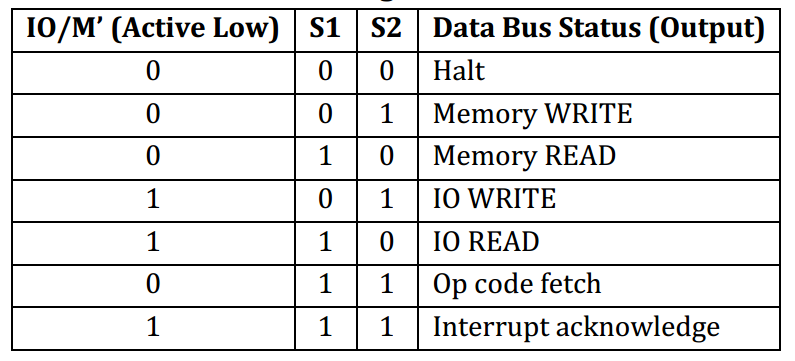 IO/M’ (Active Low) S1 S2 Data Bus Status (Output)
0 0 0 Halt
0 0 1 Memory WRITE
0 1 0 Memory READ
1 0 1 IO WRITE
1 1 0 IO READ
0 1 1 Op code fetch
1 1 1 Interrupt acknowledge